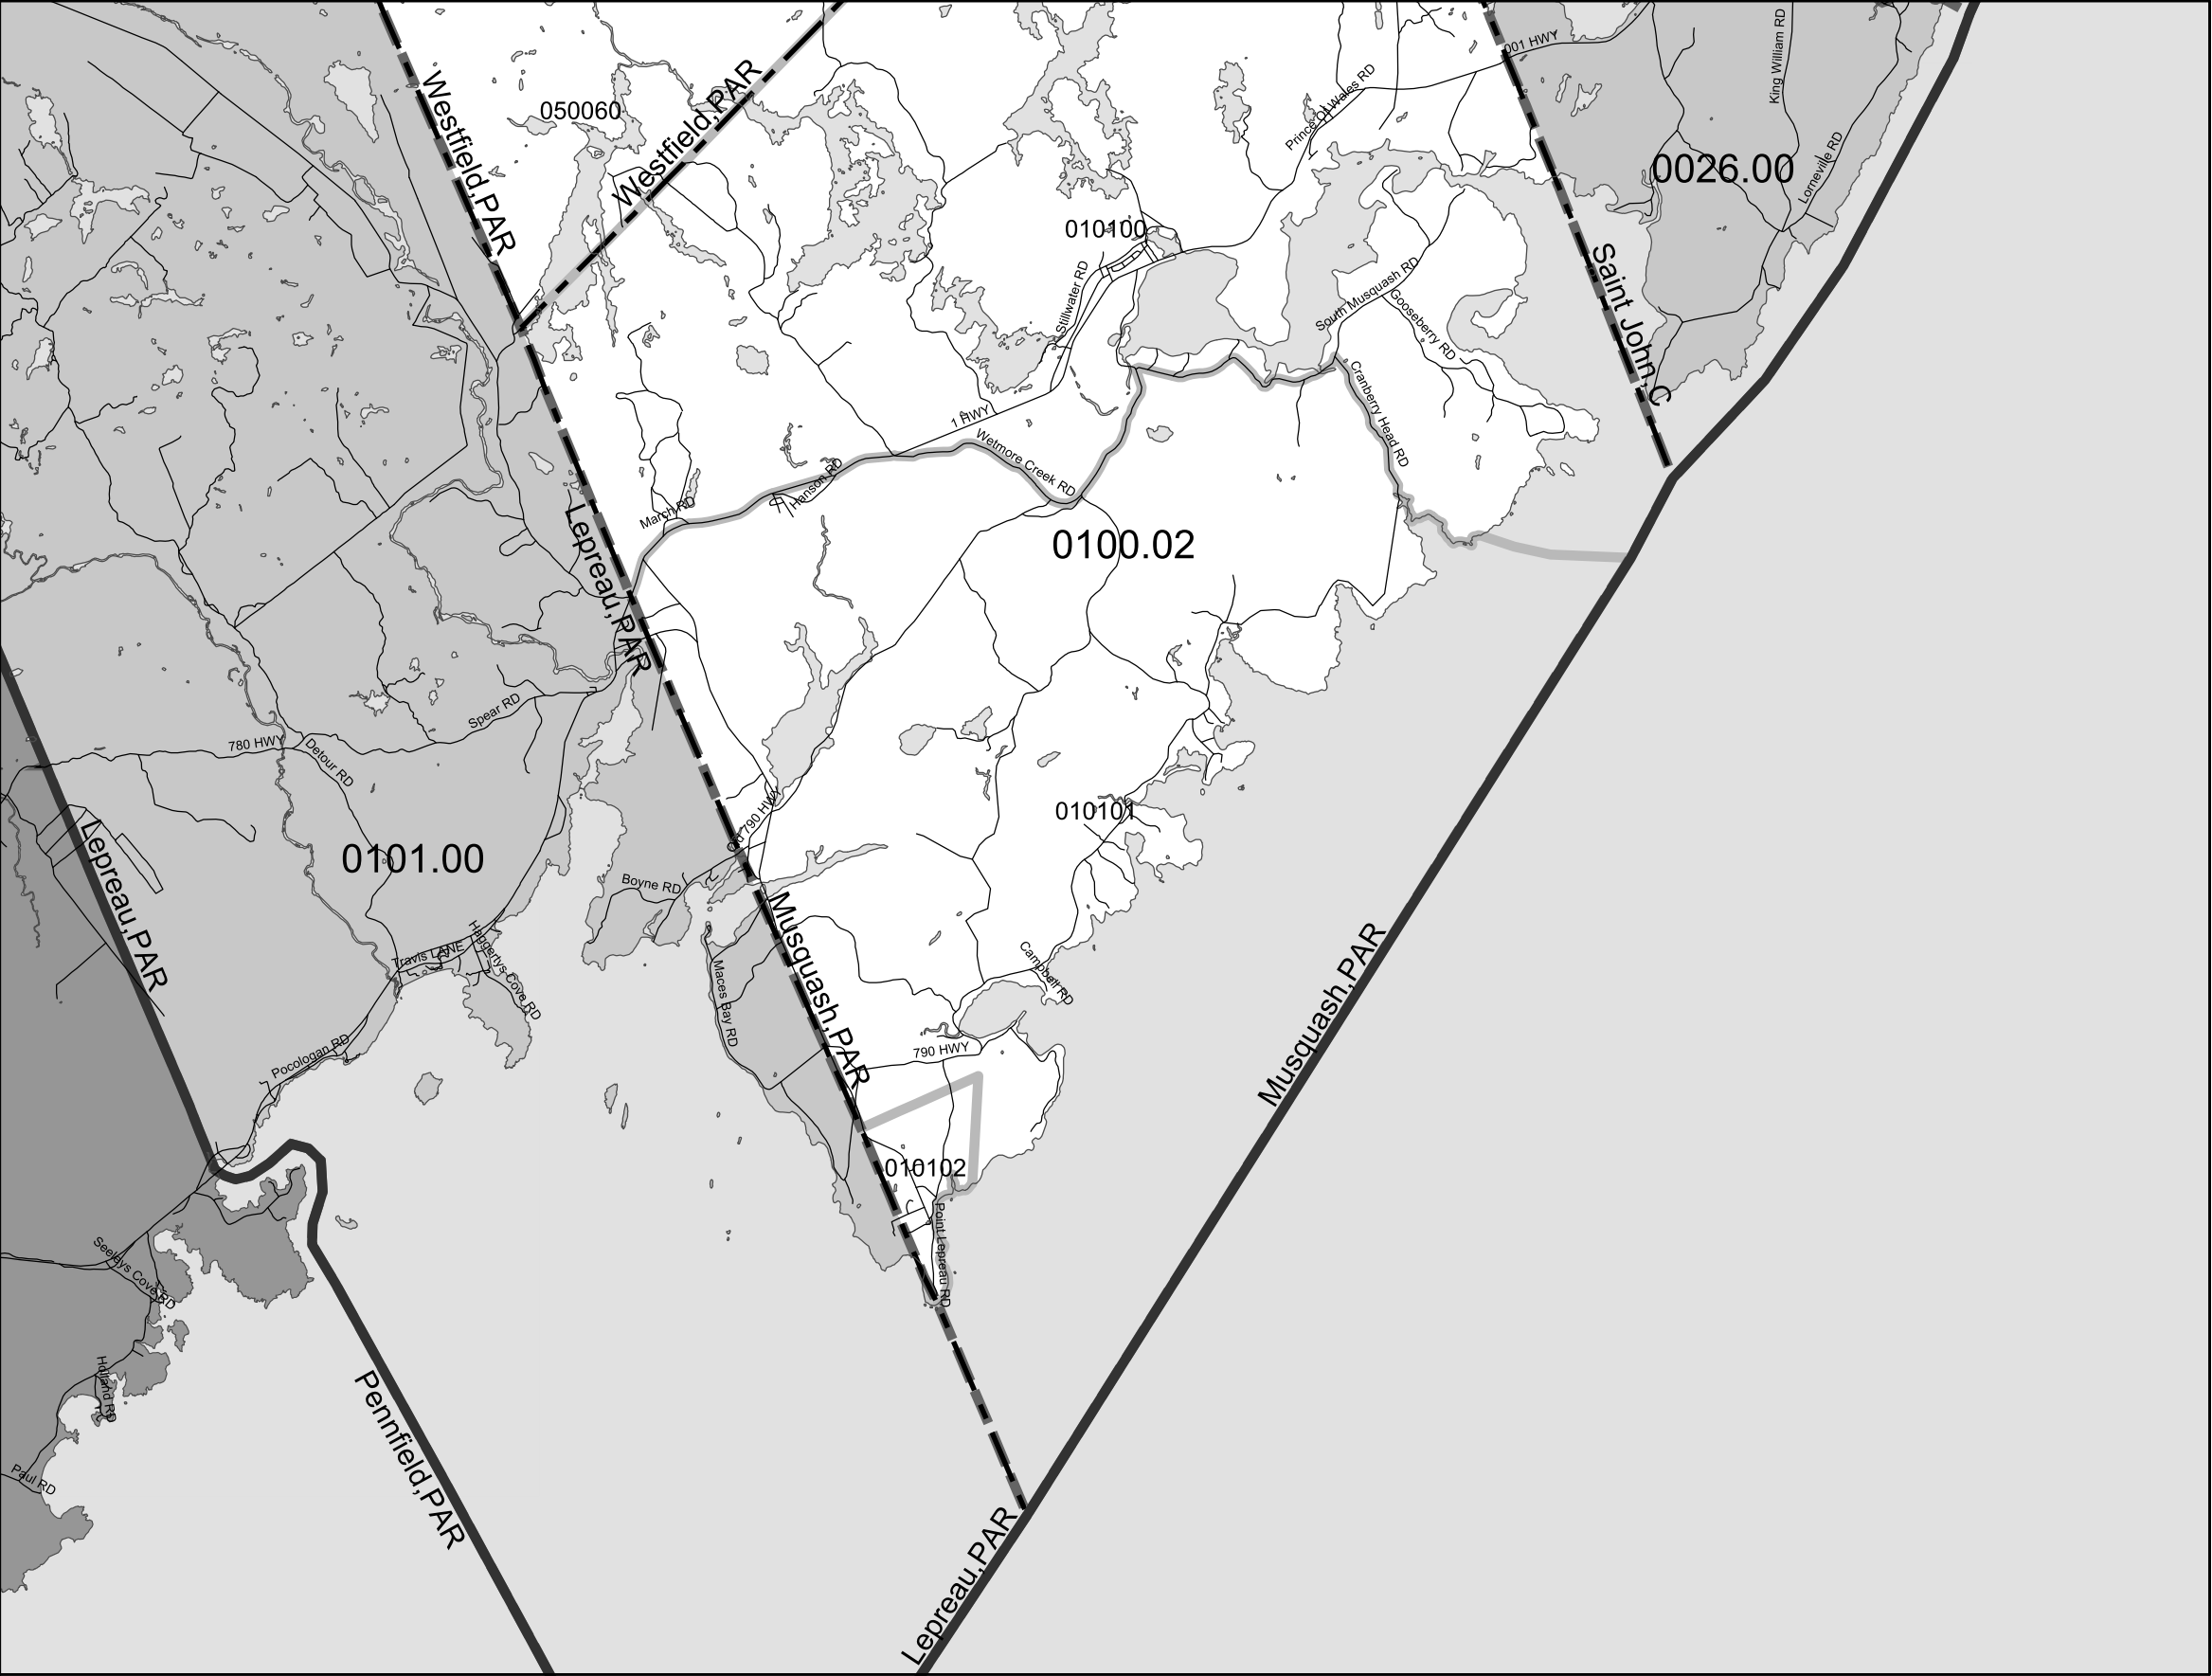 001 HWY
King William RD
Westfield,PAR
Westfield,PAR
050060
Prince Of Wales RD
0026.00
Lorneville RD
010100
Stillwater RD
South Musquash RD
Gooseberry RD
Saint John,C
1 HWY
Cranberry Head RD
Wetmore Creek RD
Hanson RD
March RD
Lepreau,PAR
0100.02
Spear RD
780 HWY
Detour RD
790 HWY
010101
Lepreau,PAR
0101.00
Boyne RD
Musquash,PAR
Travis LANE
Haggertys Cove RD
Maces Bay RD
Campbell RD
Musquash,PAR
Pocologan RD
790 HWY
010102
Point Lepreau RD
Seeleys Cove RD
Holland RD
Pennfield,PAR
Paul RD
Lepreau,PAR